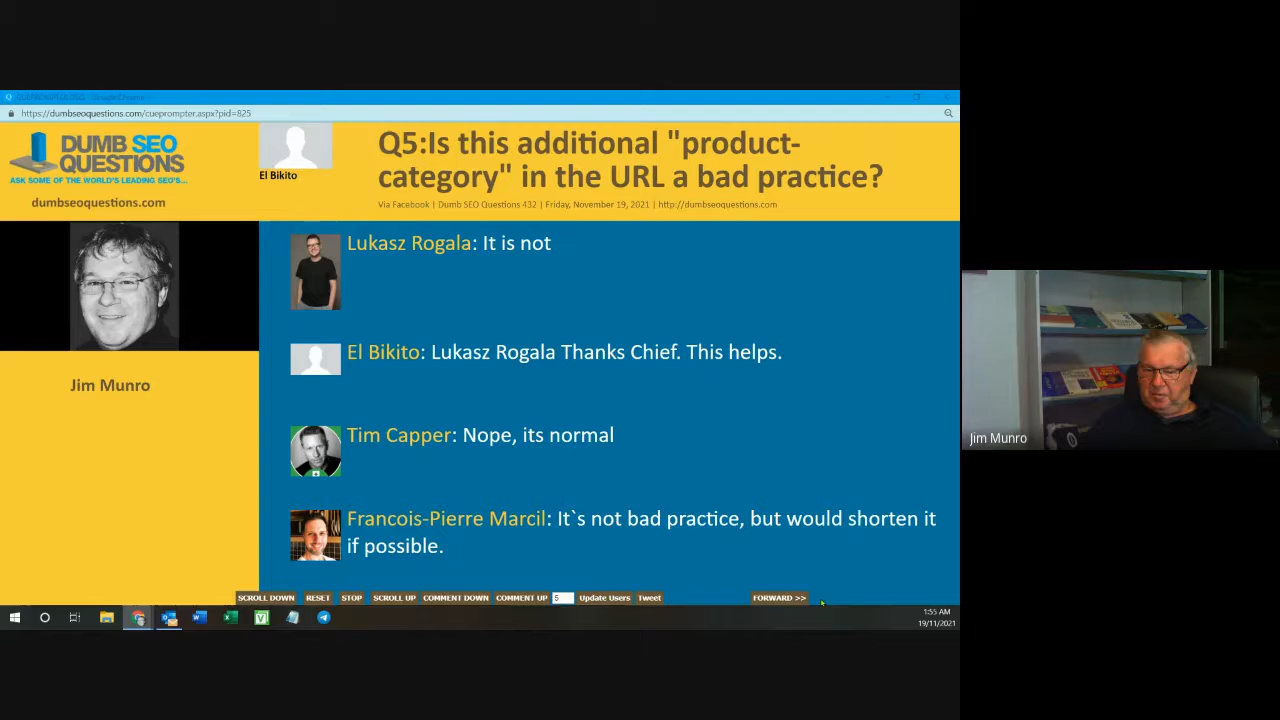 https://dumbseoquestions.com/cueprompter.aspx?pid=825
DUMB SEO
QUESTIONS
ASK SOME OF THE WORLD'S LEADING SEO'S...
dumbseoquestions.com
El Bikito
Q5:Is this additional "product-
category" in the URL a bad practice?
Via Facebook | Dumb SEO Questions 432 | Friday, November 19, 2021 | http://dumbseoquestions.com
Jim Munro
Lukasz Rogala: It is not
El Bikito: Lukasz Rogala Thanks Chief. This helps.
Tim Capper: Nope, its normal
Francois-Pierre Marcil: It`s not bad practice, but would shorten it
if possible.
SCROLL DOWN RESET STOP SCROLL UP COMMENT DOWN COMMENT UP 5 Update Users Tweet FORWARD >>
1:55 AM
19/11/2021
Jim Munro